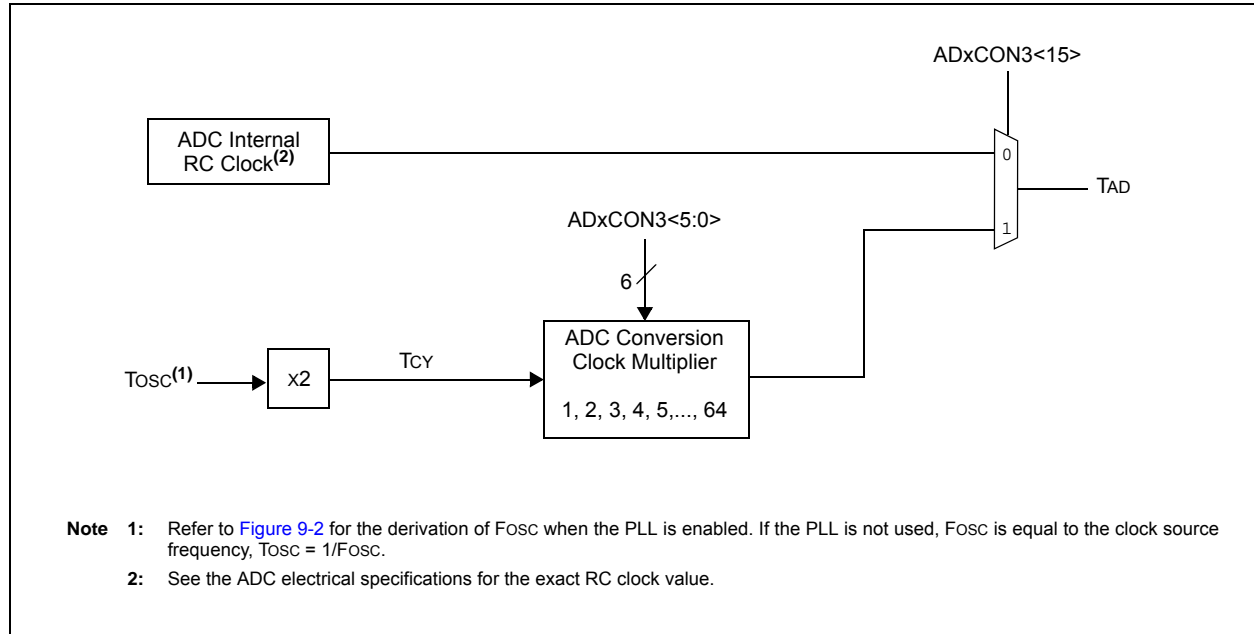 ADxCON3<15>
ADC Internal
RC Clock(2)
0
TAD
ADxCON3<5:0>
1
6
ADC Conversion
Clock Multiplier
TOSC(1)
X2
TCY
1, 2, 3, 4, 5,..., 64
Note 1: Refer to Figure 9-2 for the derivation of FOSC when the PLL is enabled. If the PLL is not used, FOSC is equal to the clock source
frequency, TOSC = 1/FOSC.
2: See the ADC electrical specifications for the exact RC clock value.